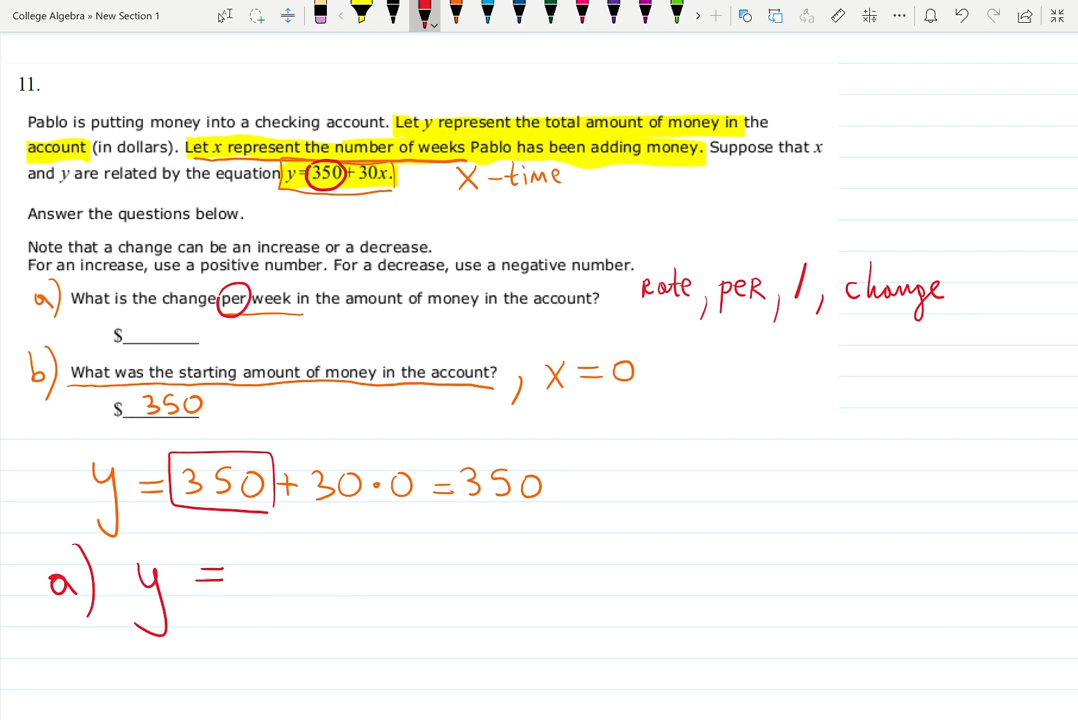 College Algebra » New Section 1
11.
Pablo is putting money into a checking account. Let y represent the total amount of money in the
account (in dollars). Let x represent the number of weeks Pablo has been adding money. Suppose that x
and y are related by the equation y=350+30x.
x-time
Answer the questions below.
Note that a change can be an increase or a decrease.
For an increase, use a positive number. For a decrease, use a negative number.
a) What is the change per week in the amount of money in the account?
Rate, peR, /, change
$
b) What was the starting amount of money in the account? , x=0
$ 350
y = 350 + 30 • 0 = 350
a) y =